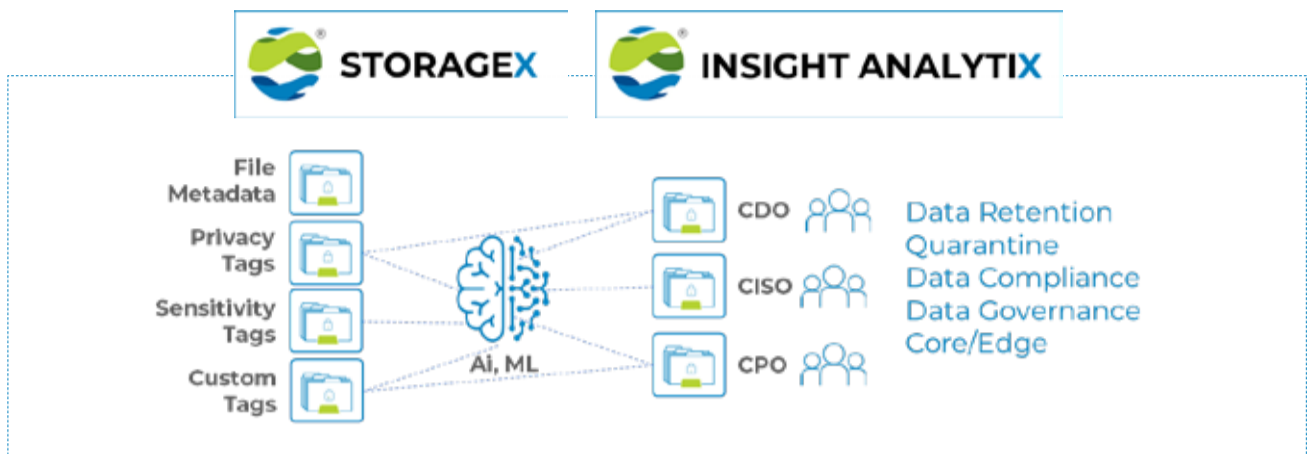 ® STORAGEX
® INSIGHT ANALYTIX
File
Metadata
Privacy
Tags
Sensitivity
Tags
Custom
Tags
Ai, ML
CDO
CISO
CPO
Data Retention
Quarantine
Data Compliance
Data Governance
Core/Edge